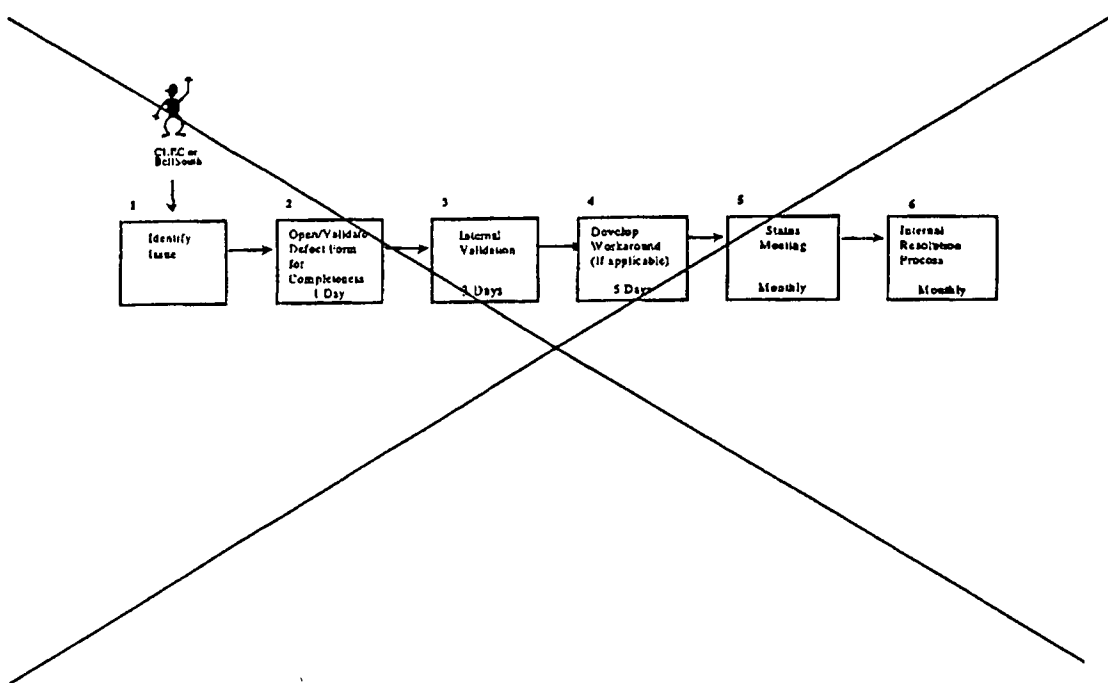 CLEC or
BellSouth
1
Identify
Issue
2
Open/Validate
Defect Form
for
Completeness
1 Day
3
Internal
Validation
Days
4
Develop
Workaround
(If applicable)
5 Days
5
Status
Meeting
Monthly
6
Internal
Resolution
Process
Monthly